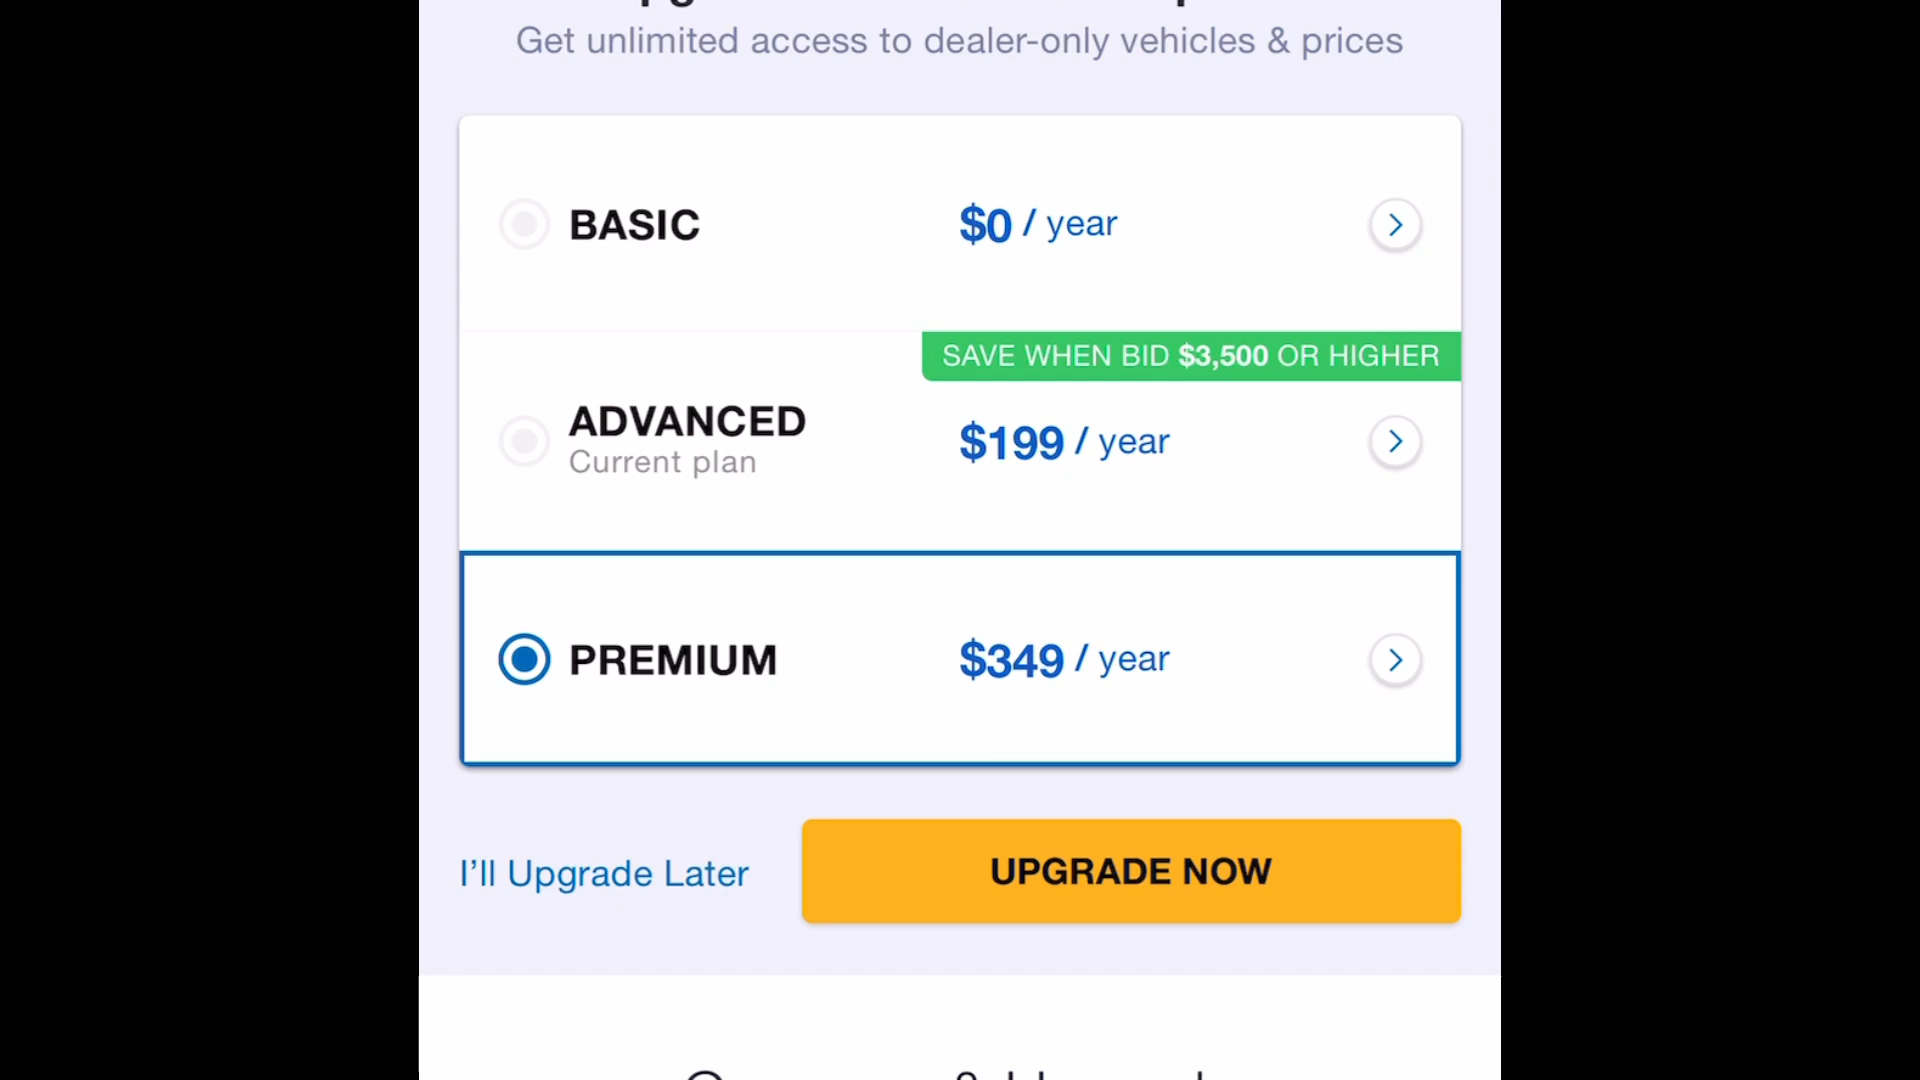 Get unlimited access to dealer-only vehicles & prices
BASIC
$0 / year
SAVE WHEN BID $3,500 OR HIGHER
ADVANCED
Current plan
$199 / year
PREMIUM
$349 / year
I’ll Upgrade Later
UPGRADE NOW